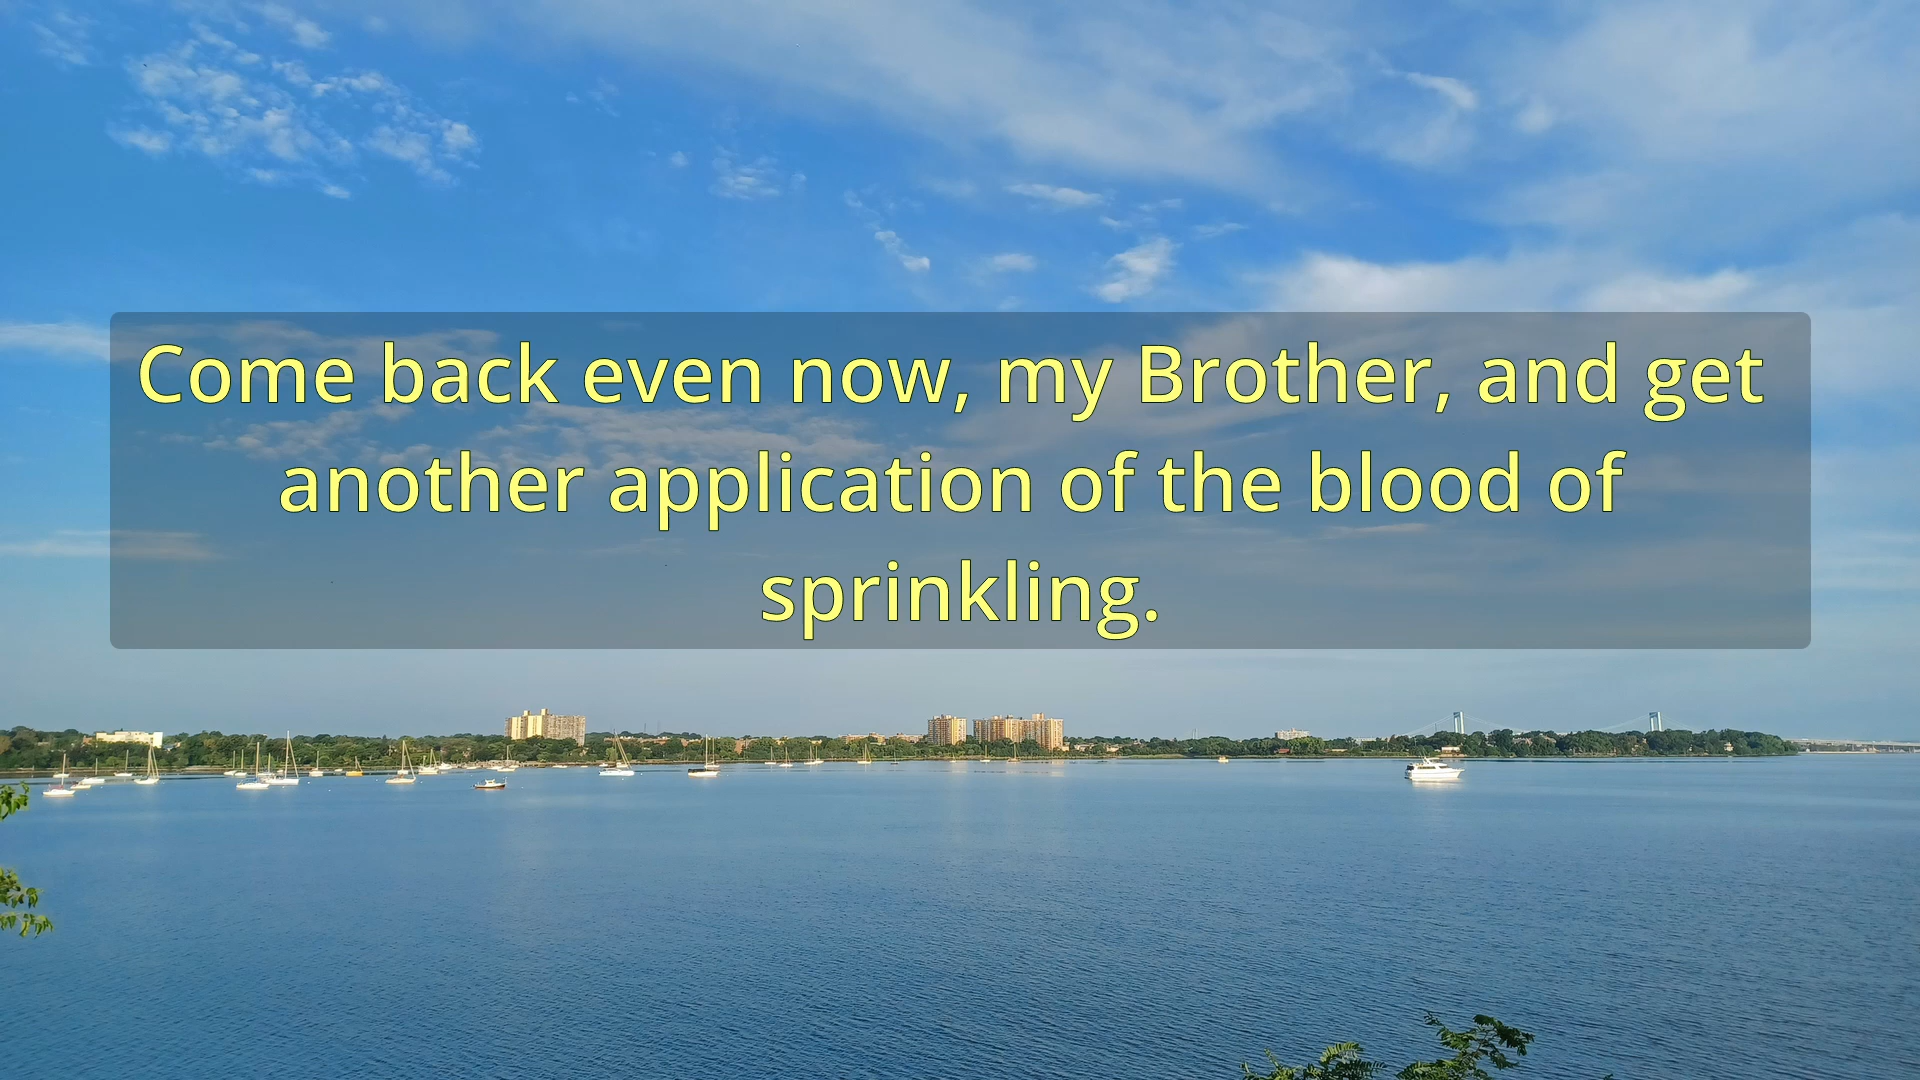 Come back even now, my Brother, and get
another application of the blood of
sprinkling.